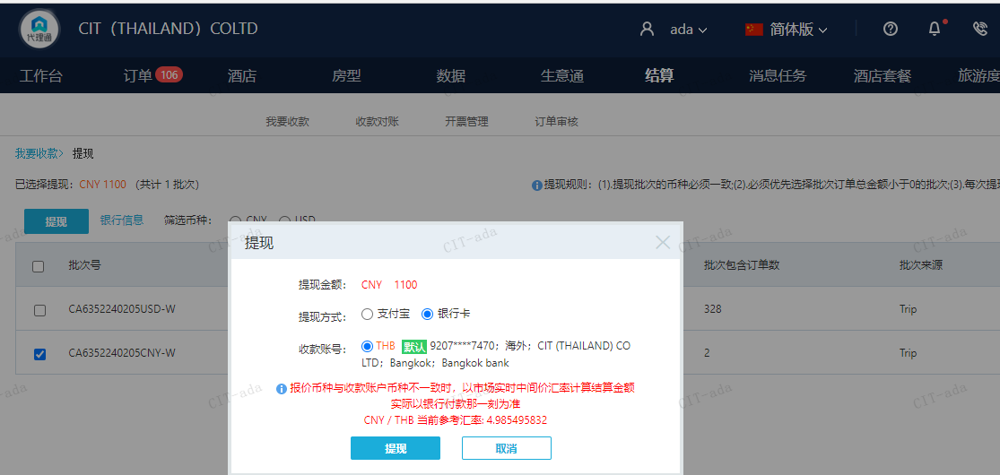 代理通
CIT（THAILAND）COLTD
ada
简体版
工作台
订单 106
酒店
房型
数据
生意通
结算
消息任务
酒店套餐
旅游度
我要收款
收款对账
开票管理
订单审核
我要收款> 提现
已选择提现：CNY 1100 （共计 1 批次）
提现规则：(1).提现批次的币种必须一致;(2).必须优先选择批次订单总金额小于0的批次;(3).每次提现
提现
银行信息
筛选币种：
CNY
USD
批次号
批次包含订单数
批次来源
CA6352240205USD-W
328
Trip
CA6352240205CNY-W
2
Trip
提现
提现金额： CNY 1100
提现方式： 支付宝 银行卡
收款账号： THB 默认 9207****7470；海外；CIT (THAILAND) CO
LTD；Bangkok；Bangkok bank
报价币种与收款账户币种不一致时，以市场实时中间价汇率计算结算金额
实际以银行付款那一刻为准
CNY / THB 当前参考汇率: 4.985495832
提现
取消
CIT-ada
CIT-ada
CIT-ada
CIT-ada